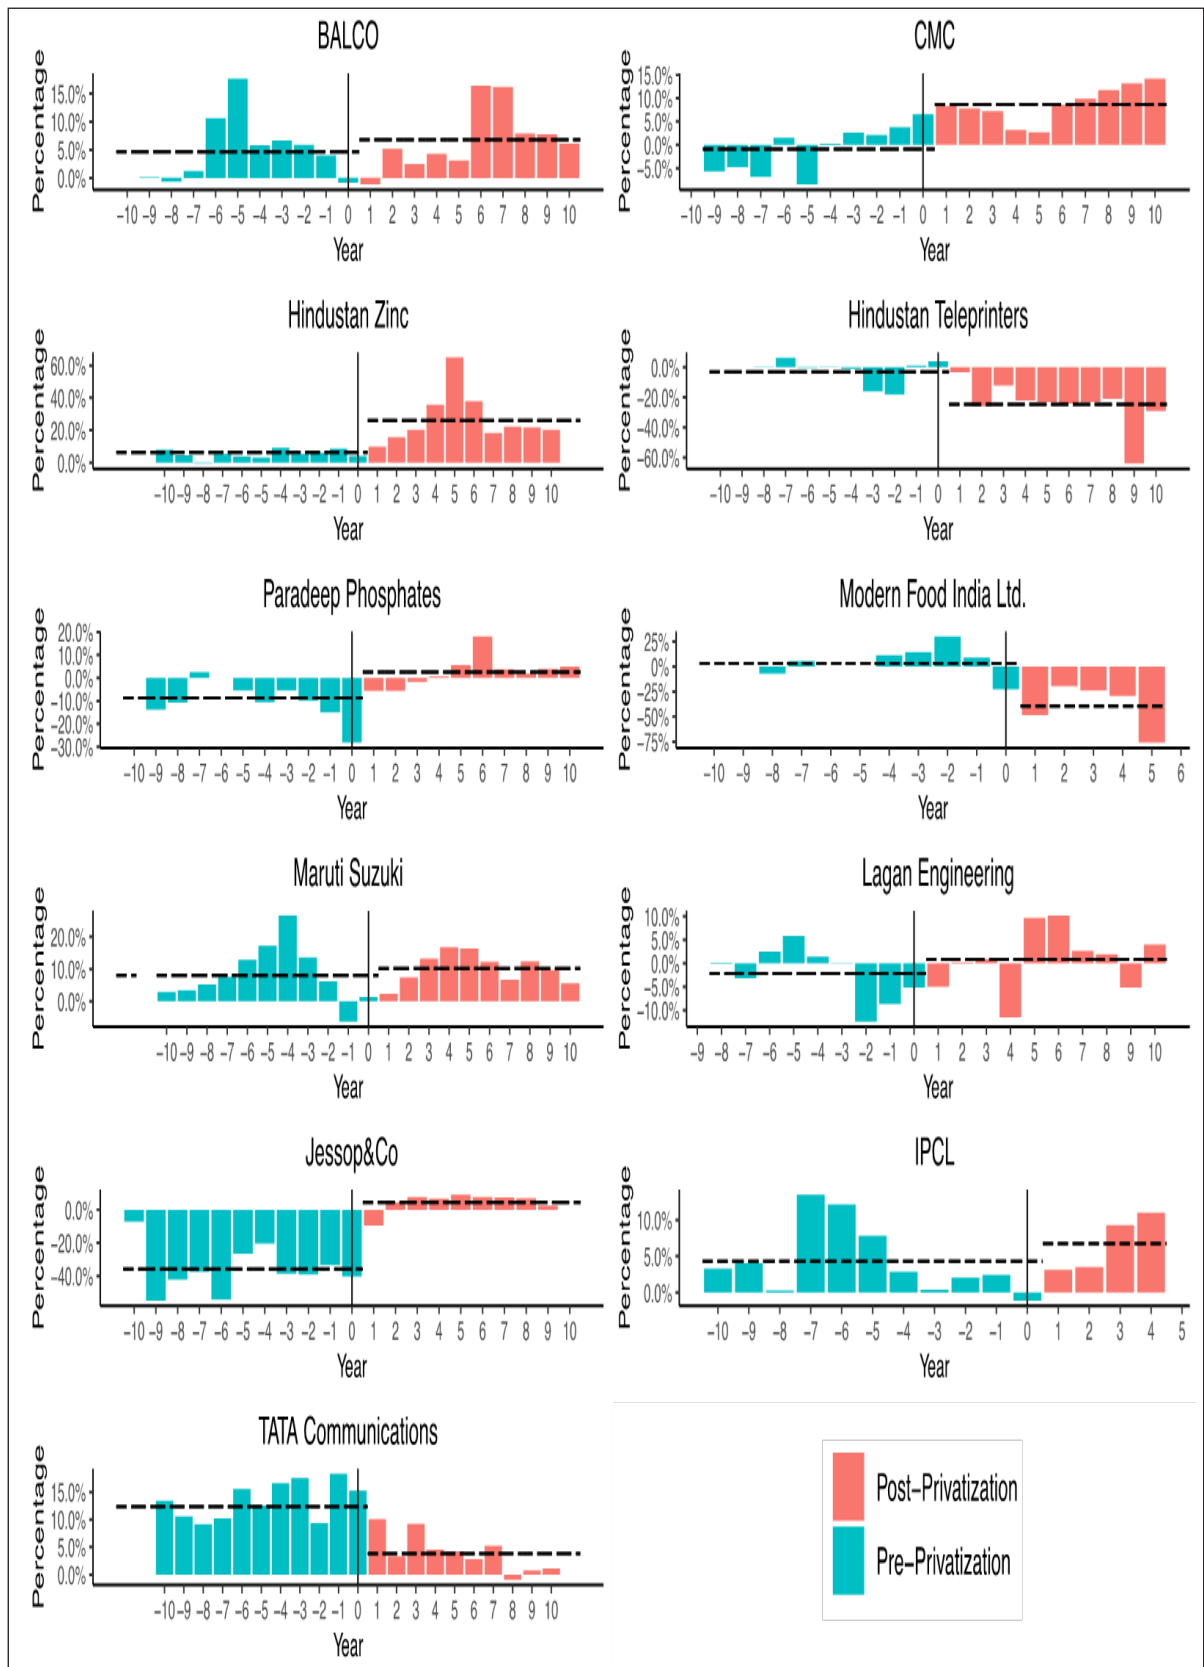 BALCO
Percentage
15.0%
10.0%
5.0%
0.0%
−10 −9 −8 −7 −6 −5 −4 −3 −2 −1 0 1 2 3 4 5 6 7 8 9 10
Year
CMC
Percentage
15.0%
10.0%
5.0%
0.0%
−5.0%
−10 −9 −8 −7 −6 −5 −4 −3 −2 −1 0 1 2 3 4 5 6 7 8 9 10
Year
Hindustan Zinc
Percentage
60.0%
40.0%
20.0%
0.0%
−10 −9 −8 −7 −6 −5 −4 −3 −2 −1 0 1 2 3 4 5 6 7 8 9 10
Year
Hindustan Teleprinters
Percentage
0.0%
−20.0%
−40.0%
−60.0%
−10 −9 −8 −7 −6 −5 −4 −3 −2 −1 0 1 2 3 4 5 6 7 8 9 10
Year
Paradeep Phosphates
Percentage
20.0%
10.0%
0.0%
−10.0%
−20.0%
−30.0%
−10 −9 −8 −7 −6 −5 −4 −3 −2 −1 0 1 2 3 4 5 6 7 8 9 10
Year
Modern Food India Ltd.
Percentage
25%
0%
−25%
−50%
−75%
−10 −9 −8 −7 −6 −5 −4 −3 −2 −1 0 1 2 3 4 5 6
Year
Maruti Suzuki
Percentage
20.0%
10.0%
0.0%
−10 −9 −8 −7 −6 −5 −4 −3 −2 −1 0 1 2 3 4 5 6 7 8 9 10
Year
Lagan Engineering
Percentage
10.0%
5.0%
0.0%
−5.0%
−10.0%
−9 −8 −7 −6 −5 −4 −3 −2 −1 0 1 2 3 4 5 6 7 8 9 10
Year
Jessop&Co
Percentage
0.0%
−20.0%
−40.0%
−10 −9 −8 −7 −6 −5 −4 −3 −2 −1 0 1 2 3 4 5 6 7 8 9 10
Year
IPCL
Percentage
10.0%
5.0%
0.0%
−10 −9 −8 −7 −6 −5 −4 −3 −2 −1 0 1 2 3 4 5
Year
TATA Communications
Percentage
15.0%
10.0%
5.0%
0.0%
−10 −9 −8 −7 −6 −5 −4 −3 −2 −1 0 1 2 3 4 5 6 7 8 9 10
Year
Post−Privatization
Pre−Privatization